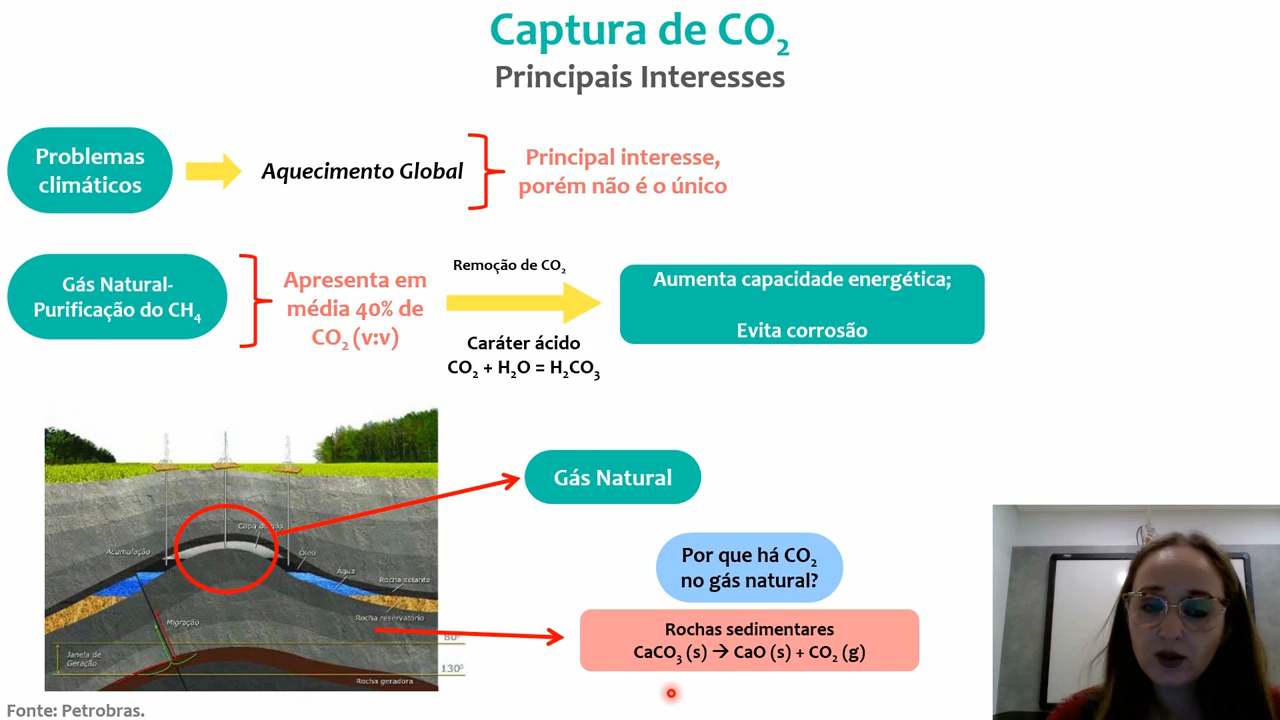 Captura de CO₂
Principais Interesses
Problemas
climáticos
Aquecimento Global
Principal interesse,
porém não é o único
Gás Natural-
Purificação do CH₄
Apresenta em
média 40% de
CO₂ (v:v)
Remoção de CO₂
Caráter ácido
CO₂ + H₂O = H₂CO₃
Aumenta capacidade energética;
Evita corrosão
Capa de gás
Acumulação
Óleo
Água
Rocha selante
Rocha reservatório
Migração
Janela de
Geração
80º
130º
Rocha geradora
Gás Natural
Por que há CO₂
no gás natural?
Rochas sedimentares
CaCO₃ (s) → CaO (s) + CO₂ (g)
Fonte: Petrobras.